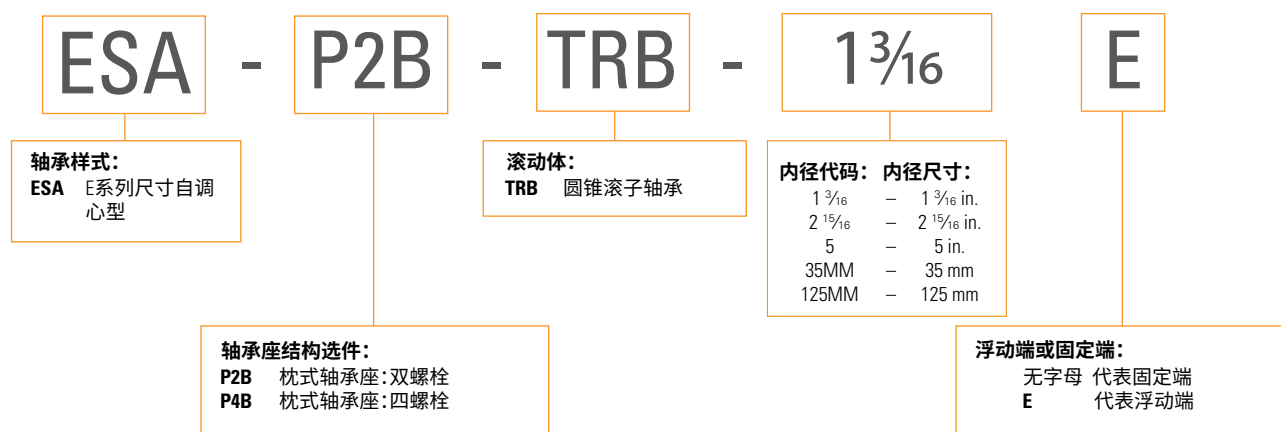 ESA - P2B - TRB - 1 3/16 E
轴承样式：
ESA E系列尺寸自调
心型
滚动体：
TRB 圆锥滚子轴承
内径代码： 内径尺寸：
1 3/16 – 1 3/16 in.
2 15/16 – 2 15/16 in.
5 – 5 in.
35MM – 35 mm
125MM – 125 mm
轴承座结构选件：
P2B 枕式轴承座：双螺栓
P4B 枕式轴承座：四螺栓
浮动端或固定端：
无字母 代表固定端
E 代表浮动端